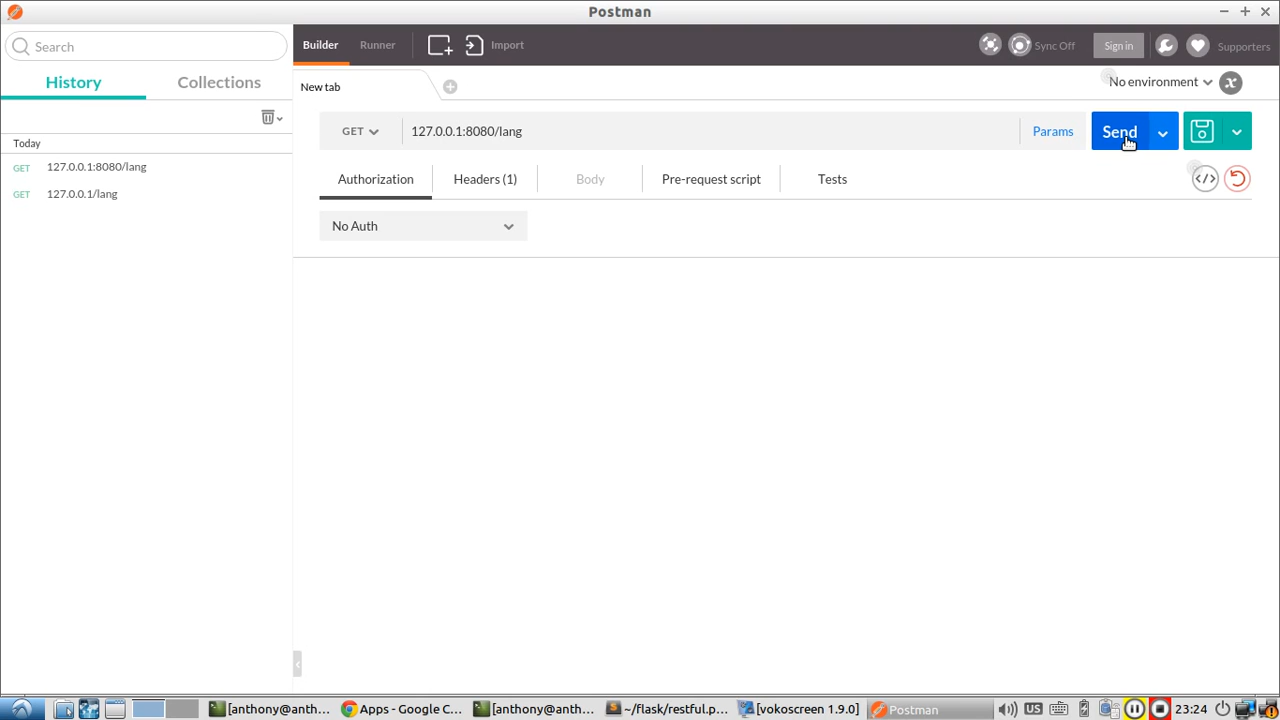 Postman
Search
Builder
Runner
Import
Sync Off
Sign in
Supporters
History
Collections
New tab
No environment
Today
GET
127.0.0.1:8080/lang
Params
Send
GET 127.0.0.1:8080/lang
GET 127.0.0.1/lang
Authorization
Headers (1)
Body
Pre-request script
Tests
No Auth
[anthony@anth...
Apps - Google C...
[anthony@anth...
~/flask/restful.p...
[vokoscreen 1.9.0]
Postman
US
23:24